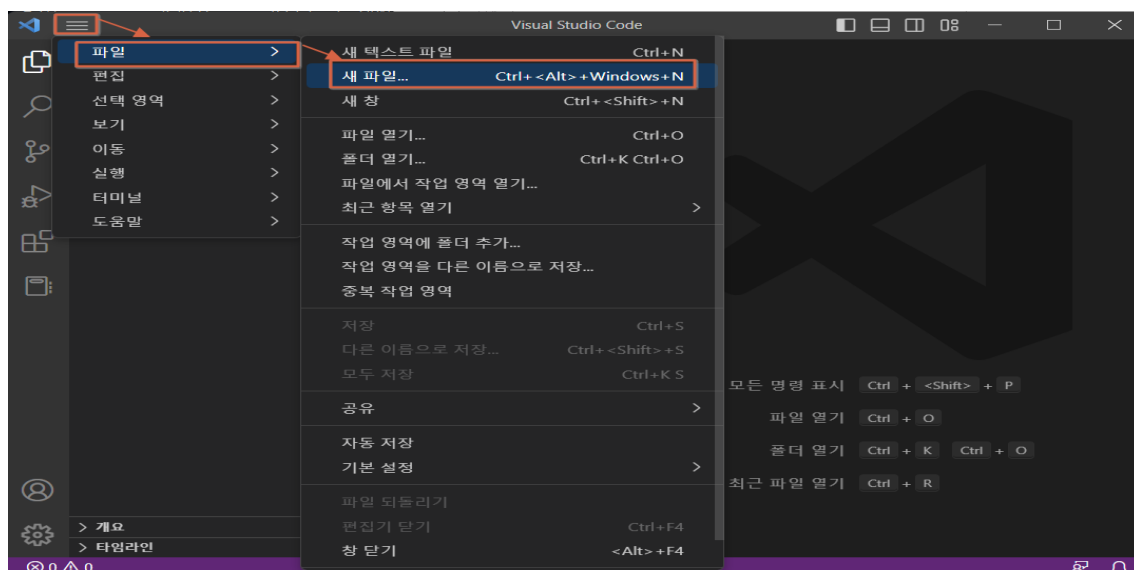 Visual Studio Code
파일 >
편집 >
선택 영역 >
보기 >
이동 >
실행 >
터미널 >
도움말 >
새 텍스트 파일 Ctrl+N
새 파일... Ctrl+<Alt>+Windows+N
새 창 Ctrl+<Shift>+N
파일 열기... Ctrl+O
폴더 열기... Ctrl+K Ctrl+O
파일에서 작업 영역 열기...
최근 항목 열기 >
작업 영역에 폴더 추가...
작업 영역을 다른 이름으로 저장...
중복 작업 영역
저장 Ctrl+S
다른 이름으로 저장... Ctrl+<Shift>+S
모두 저장 Ctrl+K S
공유 >
자동 저장
기본 설정 >
파일 되돌리기
편집기 닫기 Ctrl+F4
창 닫기 <Alt>+F4
모든 명령 표시 Ctrl + <Shift> + P
파일 열기 Ctrl + O
폴더 열기 Ctrl + K Ctrl + O
최근 파일 열기 Ctrl + R
> 개요
> 타임라인
0 0